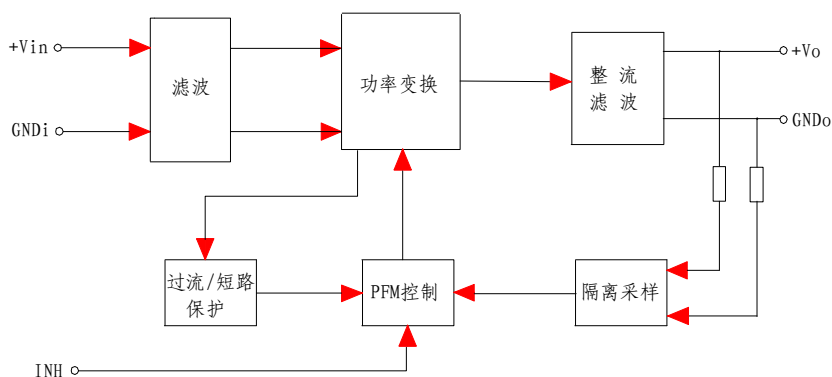 +Vin
GNDi
滤波
功率变换
整流
滤波
+Vo
GNDo
过流/短路
保护
PFM控制
隔离采样
INH